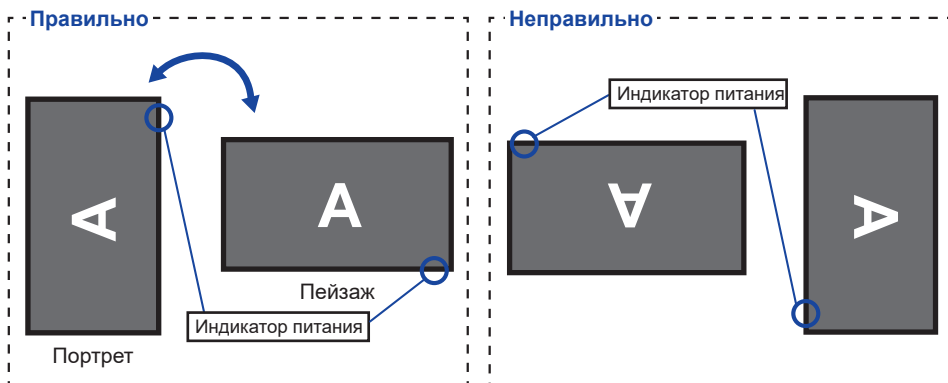 Правильно
A
A
Пейзаж
Индикатор питания
Портрет
Неправильно
Индикатор питания
A
A